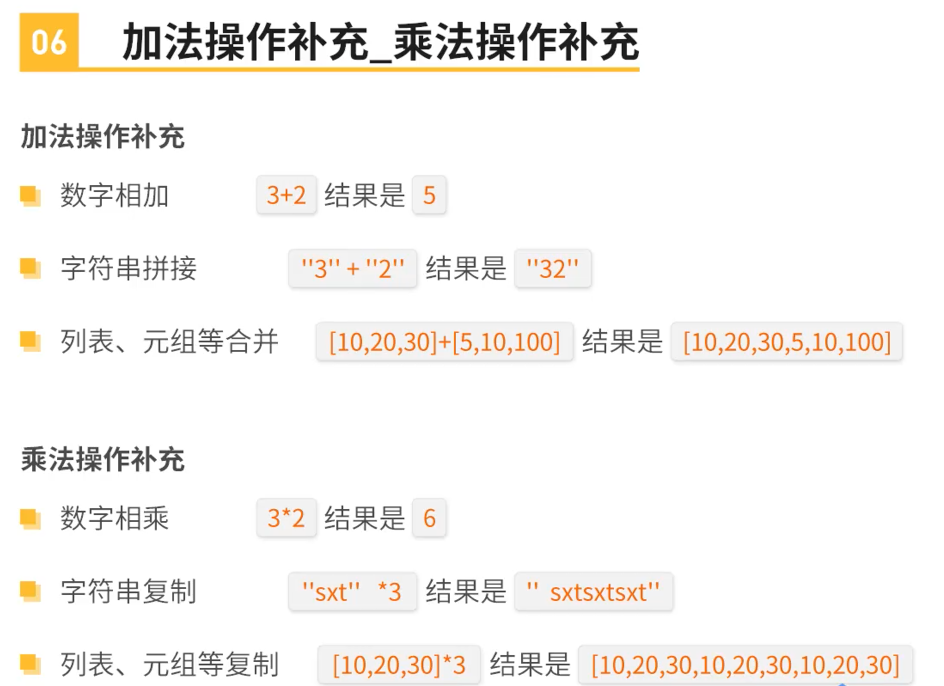 06 加法操作补充_乘法操作补充
加法操作补充
数字相加 3+2 结果是 5
字符串拼接 ''3'' + ''2'' 结果是 ''32''
列表、元组等合并 [10,20,30]+[5,10,100] 结果是 [10,20,30,5,10,100]
乘法操作补充
数字相乘 3*2 结果是 6
字符串复制 ''sxt'' *3 结果是 '' sxtsxtsxt''
列表、元组等复制 [10,20,30]*3 结果是 [10,20,30,10,20,30,10,20,30]